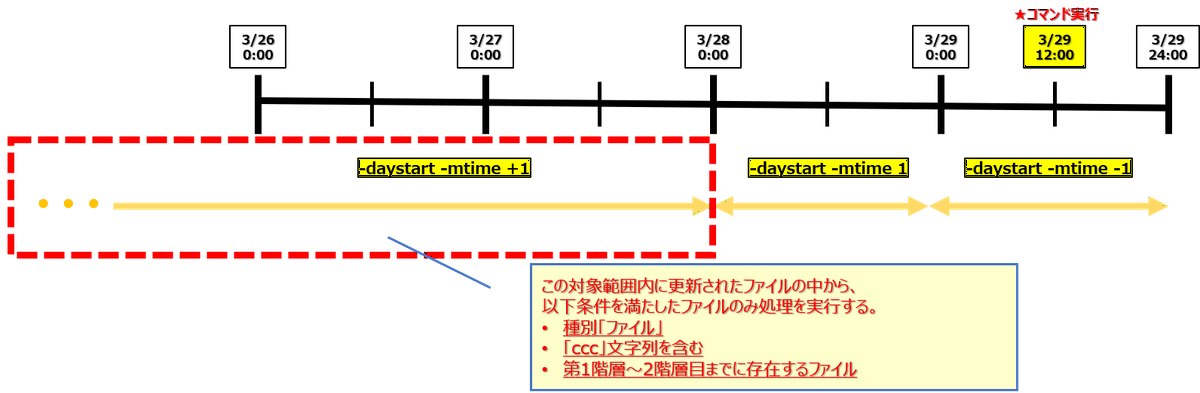 ★コマンド実行
3/26
0:00
3/27
0:00
3/28
0:00
3/29
0:00
3/29
12:00
3/29
24:00
-daystart -mtime +1
-daystart -mtime 1
-daystart -mtime -1
この対象範囲内に更新されたファイルの中から、
以下条件を満たしたファイルのみ処理を実行する。
• 種別「ファイル」
• 「ccc」文字列を含む
• 第1階層～2階層目までに存在するファイル